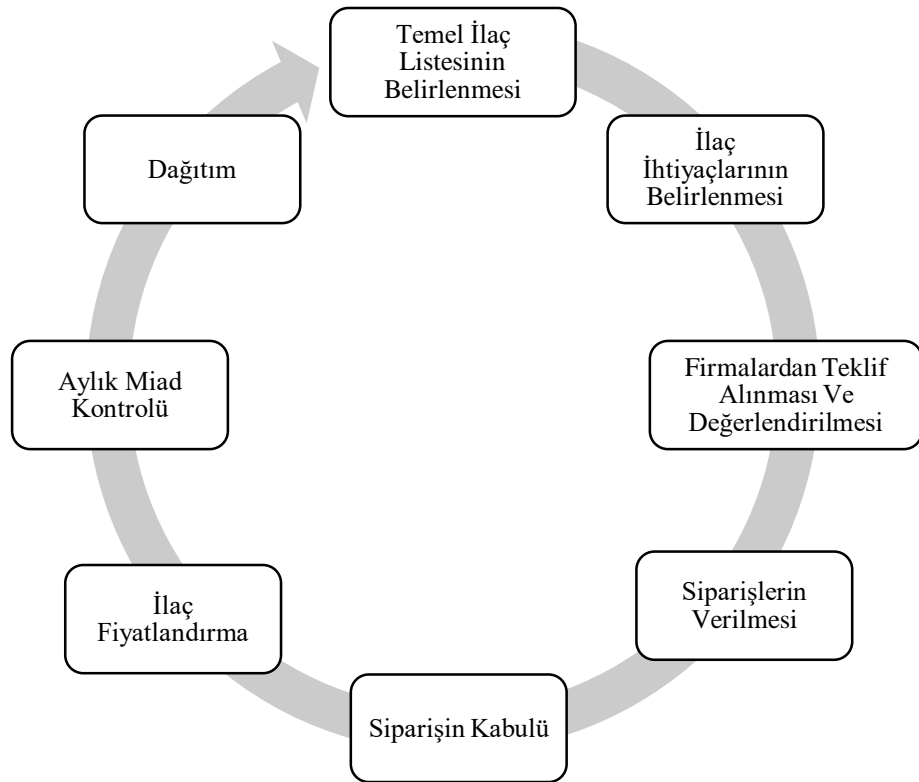 Temel İlaç
Listesinin
Belirlenmesi
İlaç
İhtiyaçlarının
Belirlenmesi
Firmalardan Teklif
Alınması Ve
Değerlendirilmesi
Siparişlerin
Verilmesi
Siparişin Kabulü
İlaç
Fiyatlandırma
Aylık Miad
Kontrolü
Dağıtım